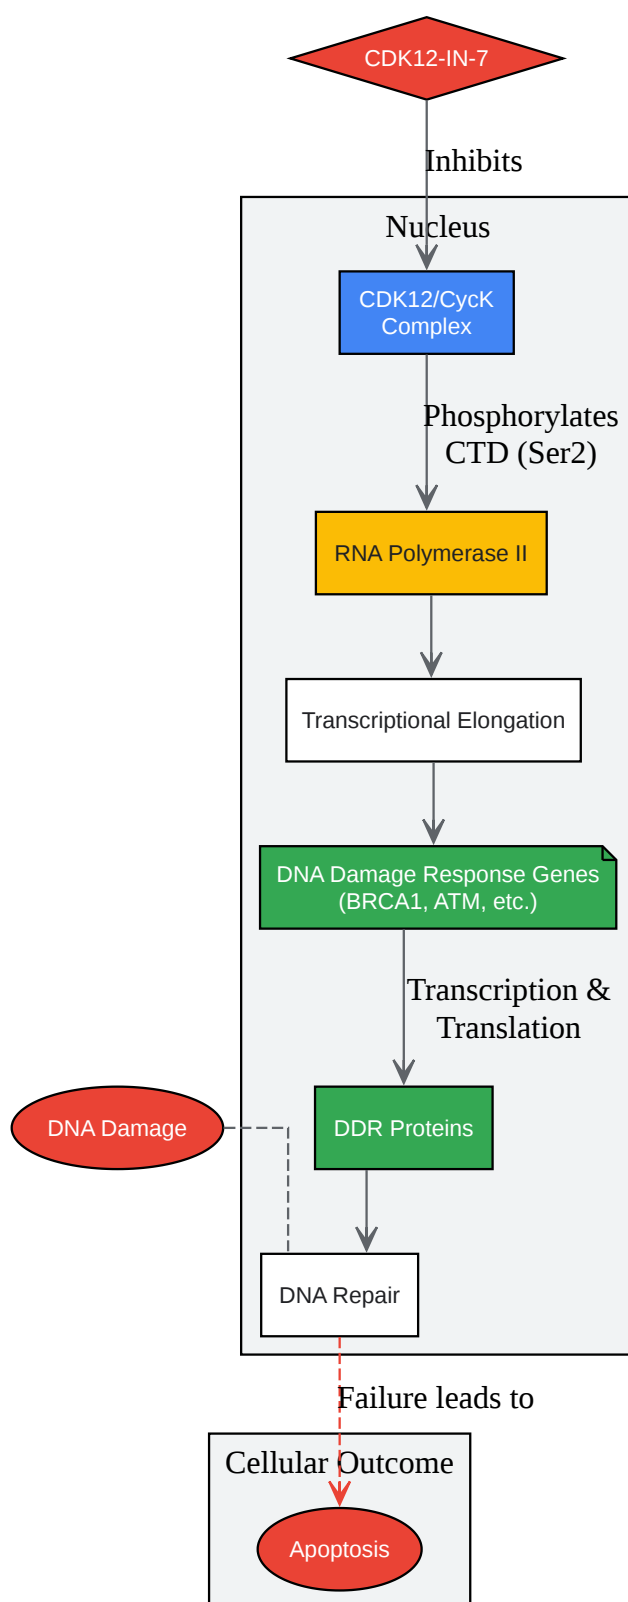 CDK12-IN-7
Inhibits
Nucleus
CDK12/CycK
Complex
Phosphorylates
CTD (Ser2)
RNA Polymerase II
Transcriptional Elongation
DNA Damage Response Genes
(BRCA1, ATM, etc.)
Transcription &
Translation
DNA Damage
DDR Proteins
DNA Repair
Failure leads to
Cellular Outcome
Apoptosis